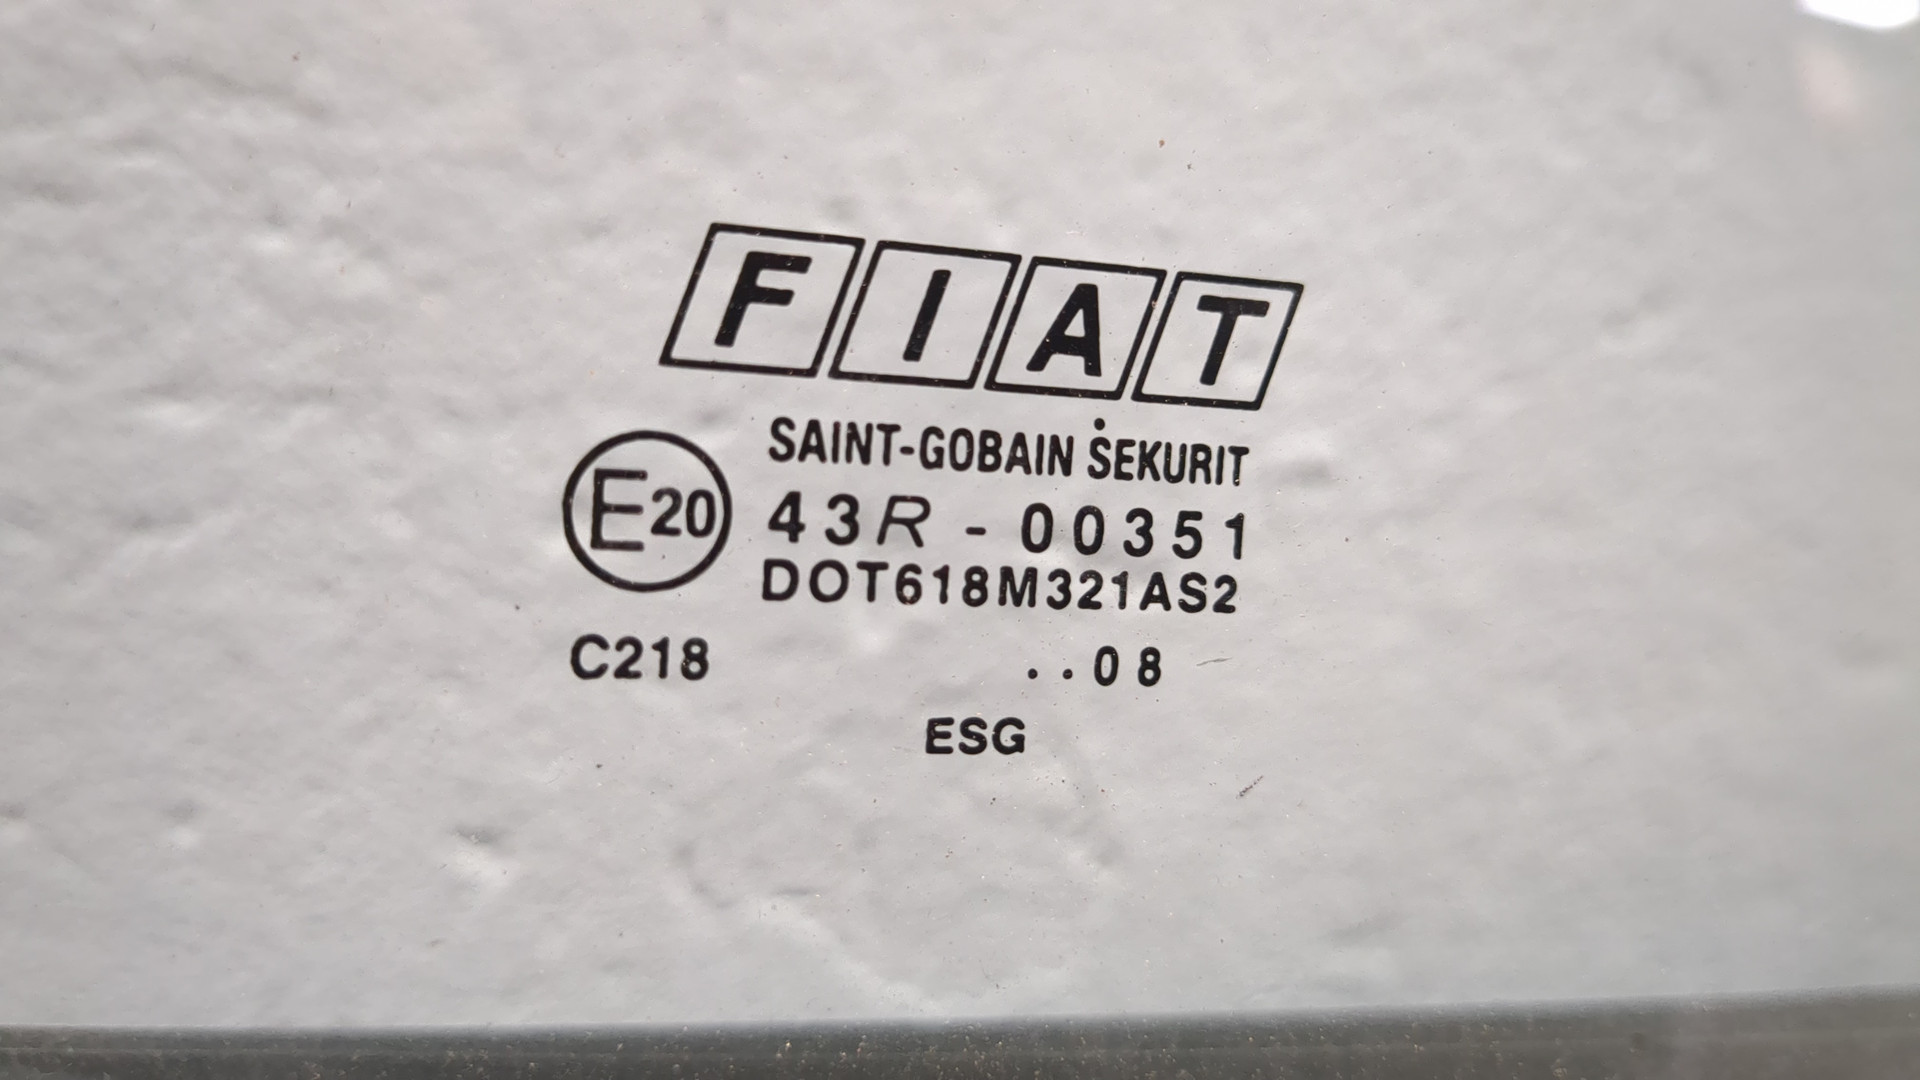 FIAT
SAINT-GOBAIN SEKURIT
E20 43R - 00351
DOT618M321AS2
C218 ..08
ESG